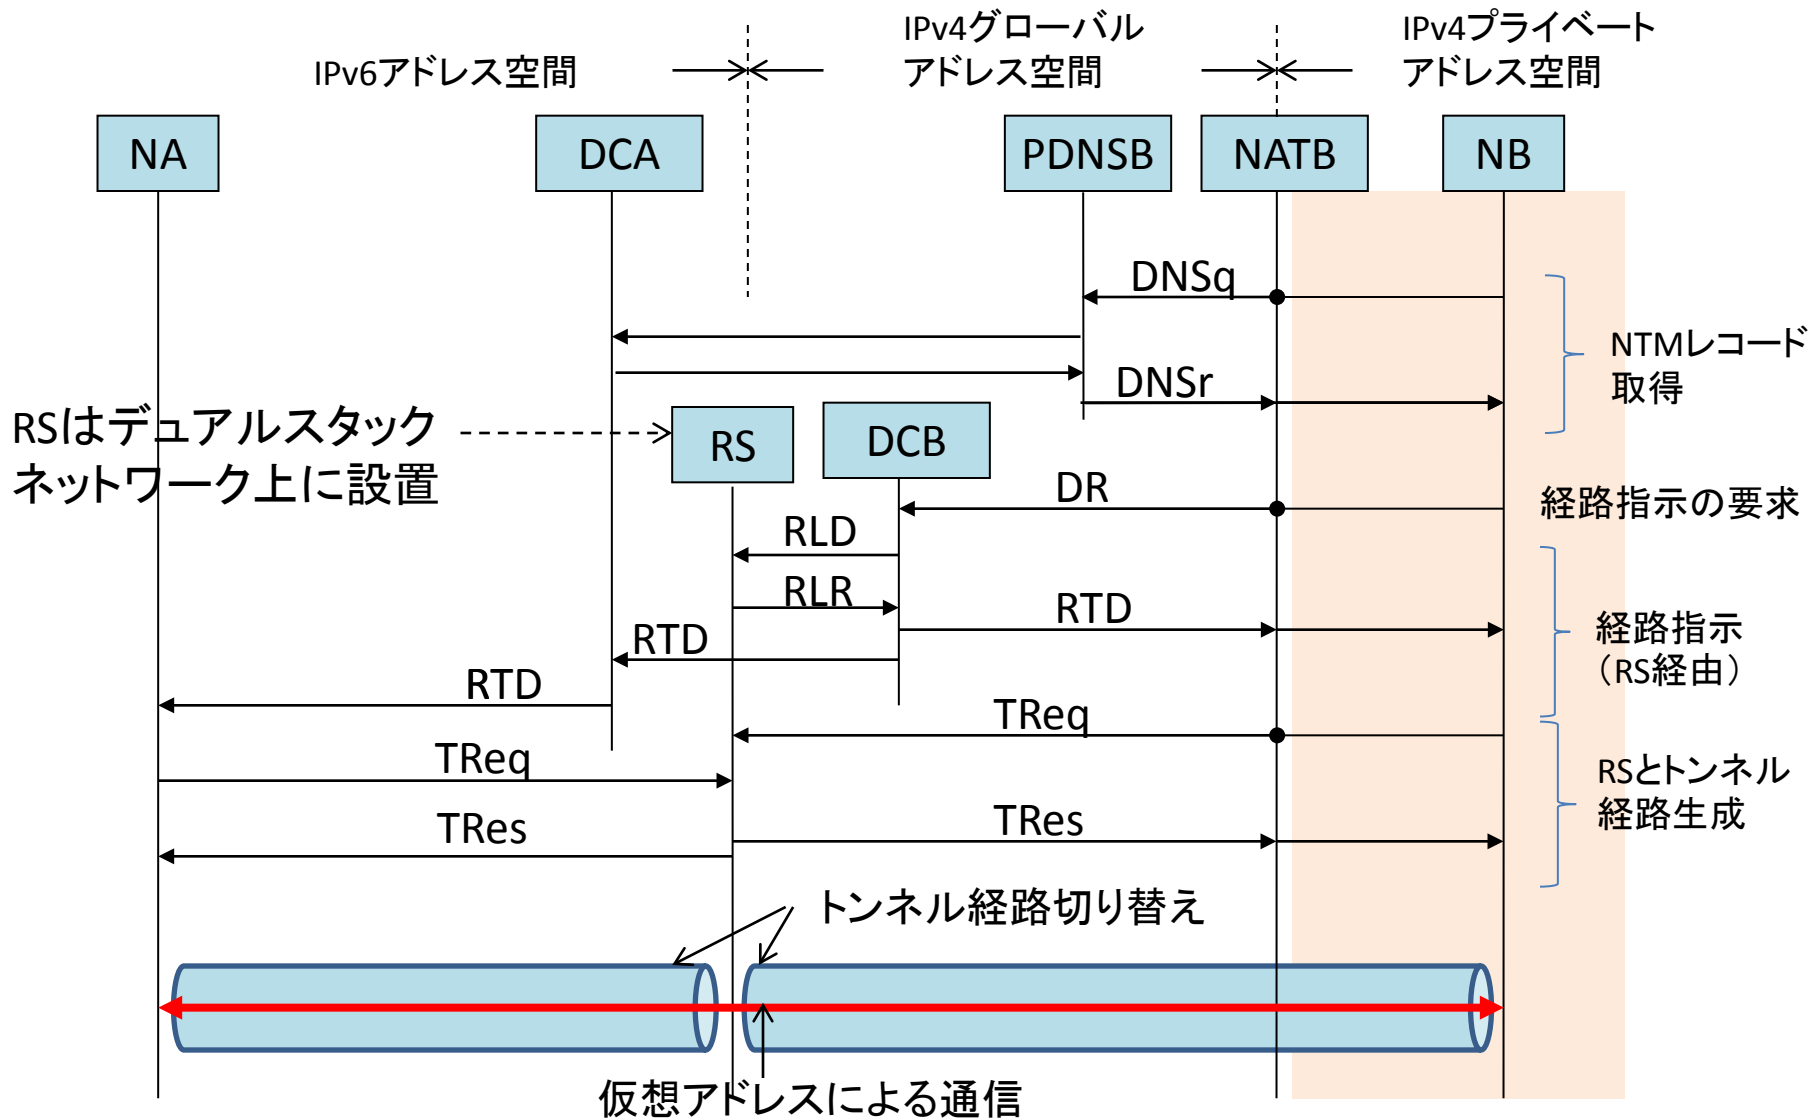 IPv6アドレス空間
IPv4グローバル
アドレス空間
IPv4プライベート
アドレス空間
NA
DCA
PDNSB
NATB
NB
DNSq
DNSr
NTMレコード
取得
RSはデュアルスタック
ネットワーク上に設置
RS
DCB
DR
経路指示の要求
RLD
RLR
RTD
RTD
RTD
経路指示
（RS経由）
TReq
TReq
RSとトンネル
経路生成
TRes
TRes
トンネル経路切り替え
仮想アドレスによる通信